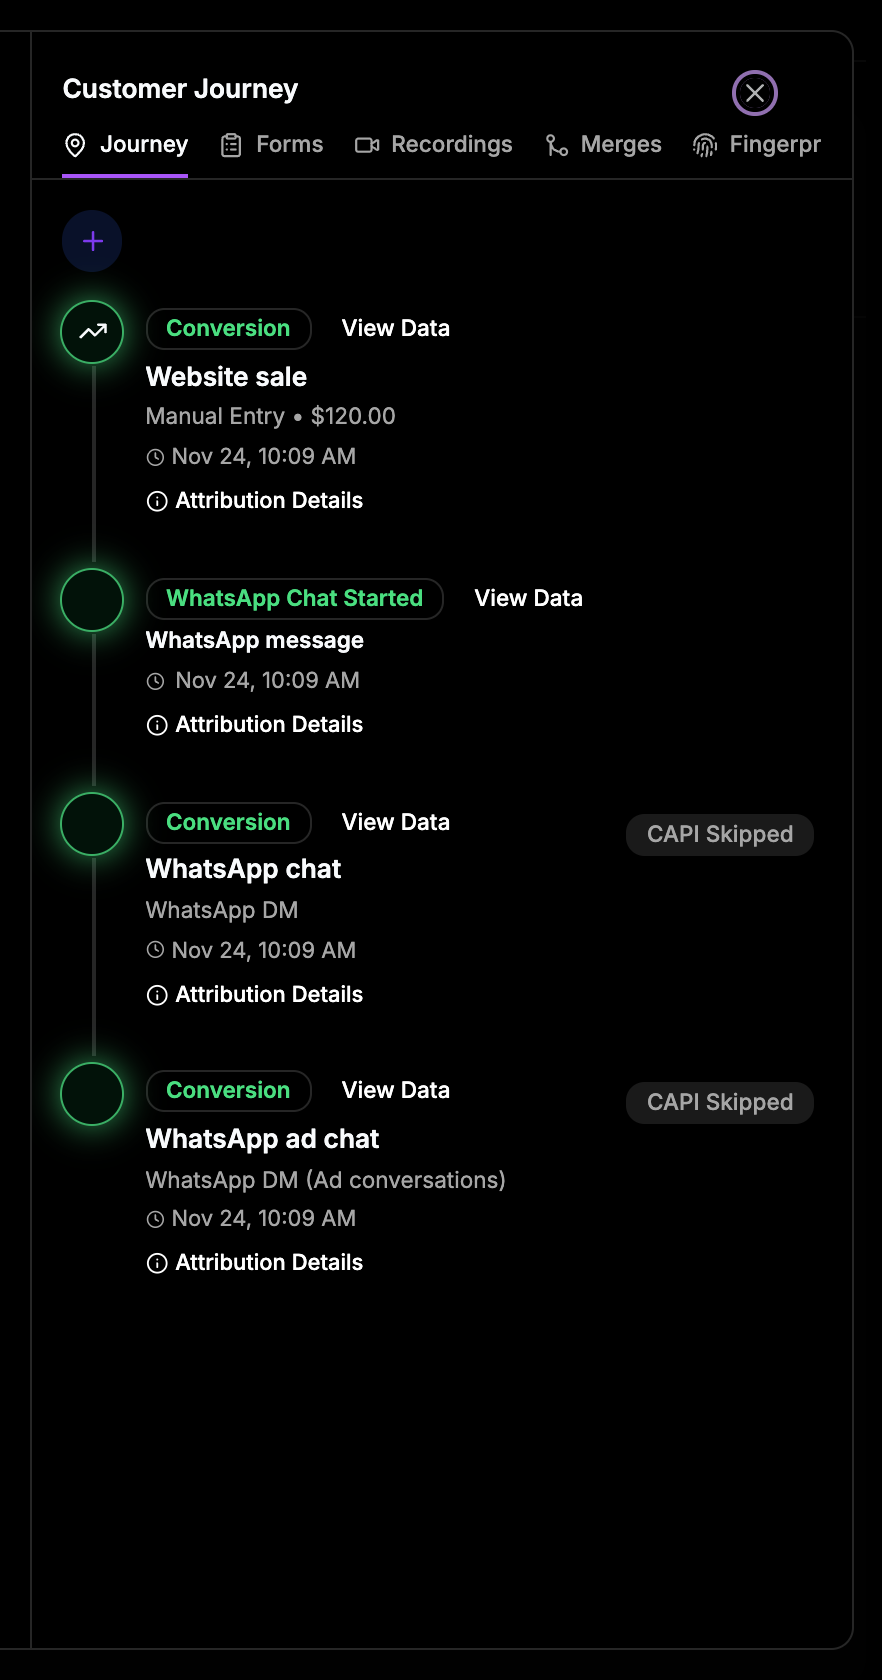 Customer Journey
Journey Forms Recordings Merges Fingerpr
Conversion View Data
Website sale
Manual Entry • $120.00
Nov 24, 10:09 AM
Attribution Details
WhatsApp Chat Started View Data
WhatsApp message
Nov 24, 10:09 AM
Attribution Details
Conversion View Data CAPI Skipped
WhatsApp chat
WhatsApp DM
Nov 24, 10:09 AM
Attribution Details
Conversion View Data CAPI Skipped
WhatsApp ad chat
WhatsApp DM (Ad conversations)
Nov 24, 10:09 AM
Attribution Details